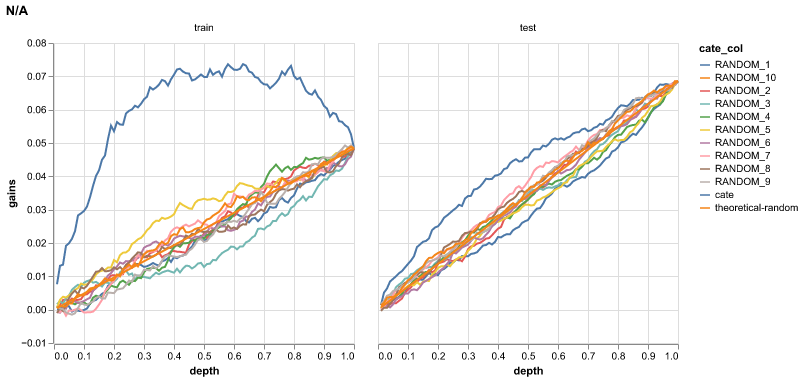 N/A
train
test
gains
0.08
0.07
0.06
0.05
0.04
0.03
0.02
0.01
0.00
−0.01
0.0 0.1 0.2 0.3 0.4 0.5 0.6 0.7 0.8 0.9 1.0
depth
0.0 0.1 0.2 0.3 0.4 0.5 0.6 0.7 0.8 0.9 1.0
depth
cate_col
RANDOM_1
RANDOM_10
RANDOM_2
RANDOM_3
RANDOM_4
RANDOM_5
RANDOM_6
RANDOM_7
RANDOM_8
RANDOM_9
cate
theoretical-random